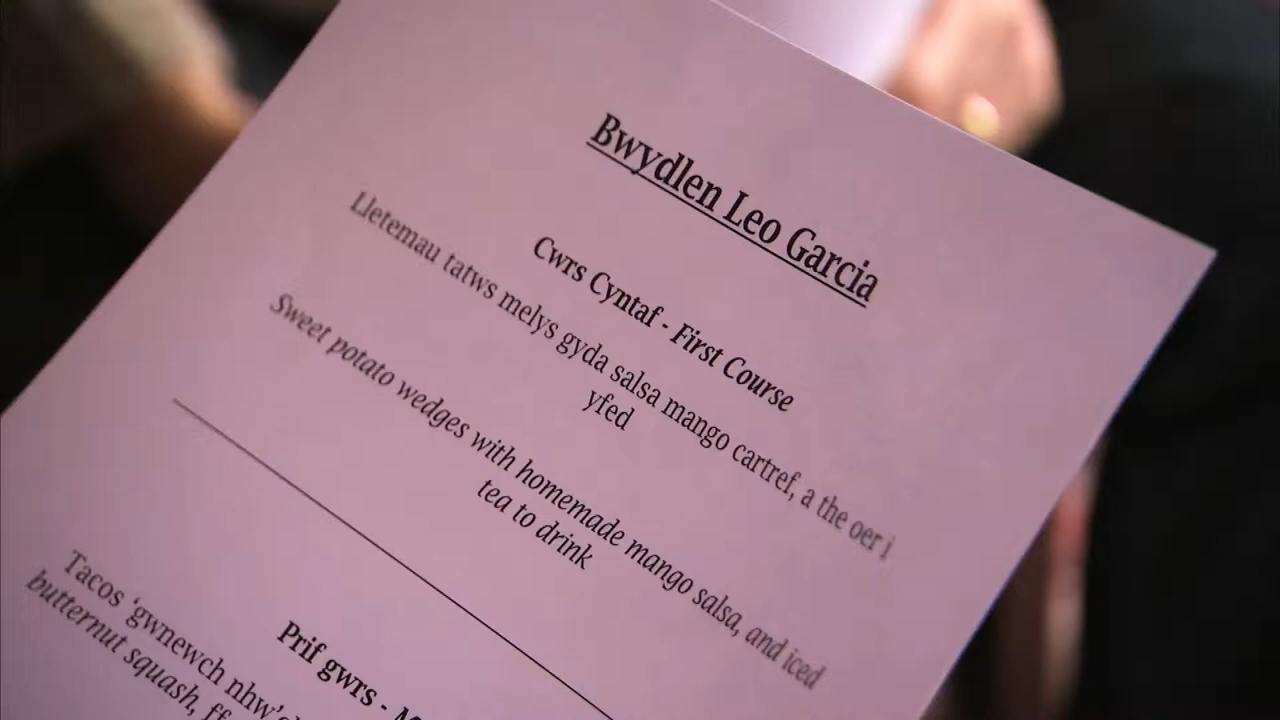 Bwydlen Leo Garcia
Cwrs Cyntaf - First Course
Lletemau tatws melys gyda salsa mango cartref, a the oer i
yfed
Sweet potato wedges with homemade mango salsa, and iced
tea to drink
Prif gwrs -
Tacos ‘gwnewch
butternut squash,